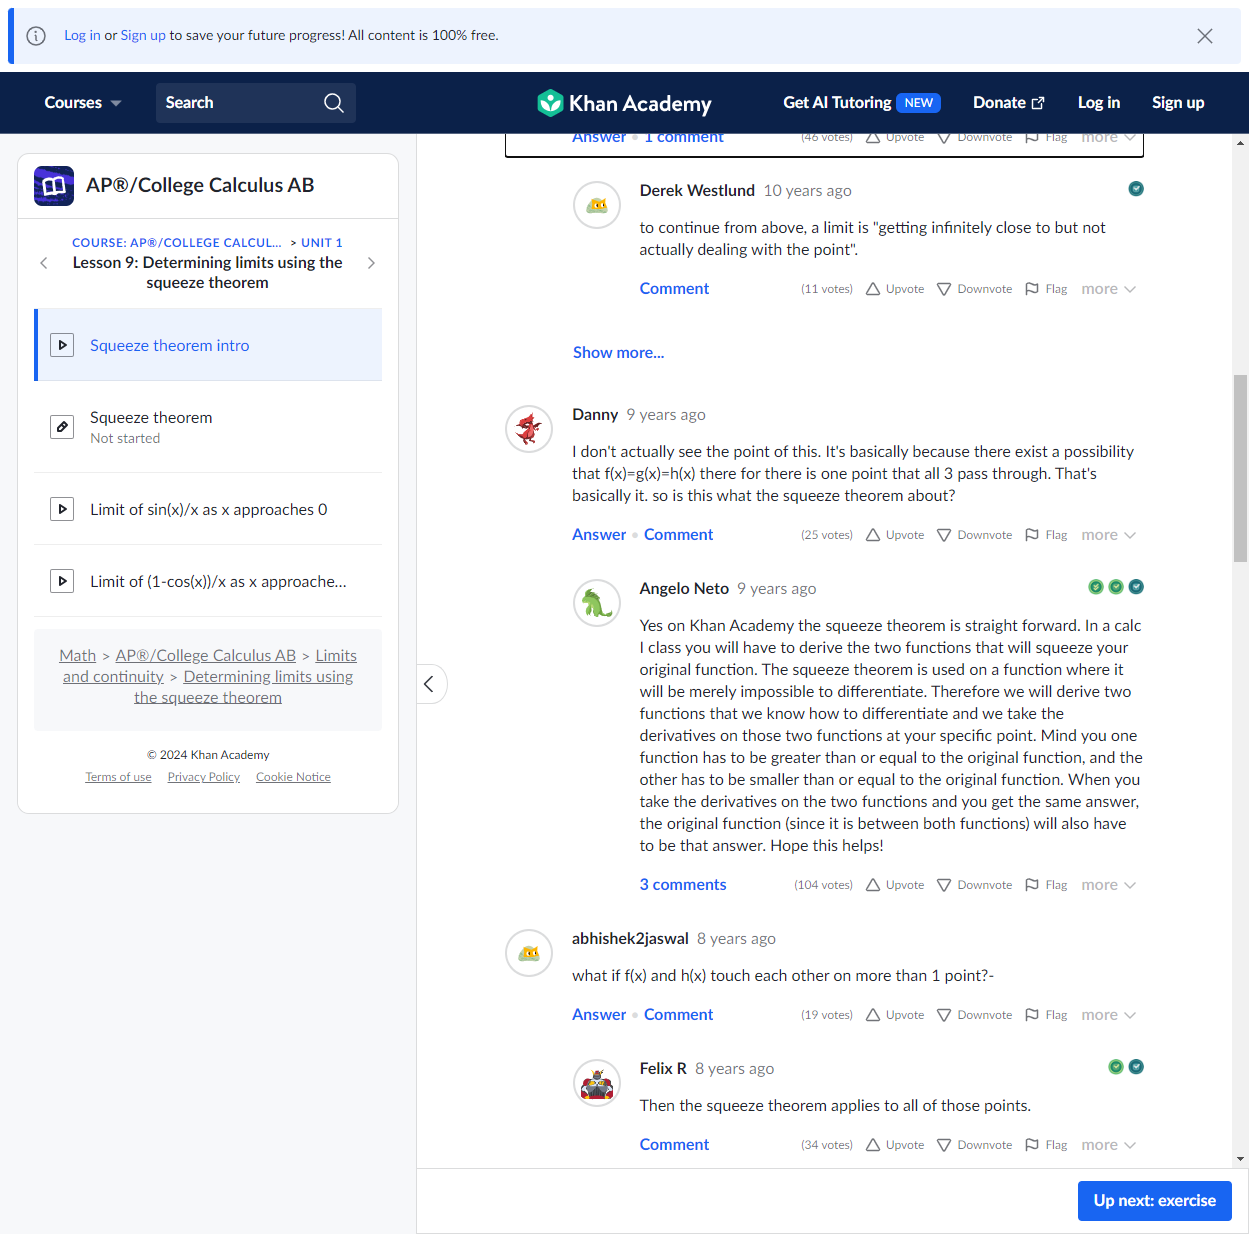 Log in or Sign up to save your future progress! All content is 100% free.
Courses
Search
Khan Academy
Get AI Tutoring NEW
Donate
Log in
Sign up
AP®/College Calculus AB
COURSE: AP®/COLLEGE CALCUL... > UNIT 1
Lesson 9: Determining limits using the
squeeze theorem
Squeeze theorem intro
Squeeze theorem
Not started
Limit of sin(x)/x as x approaches 0
Limit of (1-cos(x))/x as x approache...
Math > AP®/College Calculus AB > Limits
and continuity > Determining limits using
the squeeze theorem
© 2024 Khan Academy
Terms of use Privacy Policy Cookie Notice
Answer • 1 comment (46 votes) Upvote Downvote Flag more
Derek Westlund 10 years ago
to continue from above, a limit is "getting infinitely close to but not
actually dealing with the point".
Comment (11 votes) Upvote Downvote Flag more
Show more...
Danny 9 years ago
I don't actually see the point of this. It's basically because there exist a possibility
that f(x)=g(x)=h(x) there for there is one point that all 3 pass through. That's
basically it. so is this what the squeeze theorem about?
Answer • Comment (25 votes) Upvote Downvote Flag more
Angelo Neto 9 years ago
Yes on Khan Academy the squeeze theorem is straight forward. In a calc
I class you will have to derive the two functions that will squeeze your
original function. The squeeze theorem is used on a function where it
will be merely impossible to differentiate. Therefore we will derive two
functions that we know how to differentiate and we take the
derivatives on those two functions at your specific point. Mind you one
function has to be greater than or equal to the original function, and the
other has to be smaller than or equal to the original function. When you
take the derivatives on the two functions and you get the same answer,
the original function (since it is between both functions) will also have
to be that answer. Hope this helps!
3 comments (104 votes) Upvote Downvote Flag more
abhishek2jaswal 8 years ago
what if f(x) and h(x) touch each other on more than 1 point?-
Answer • Comment (19 votes) Upvote Downvote Flag more
Felix R 8 years ago
Then the squeeze theorem applies to all of those points.
Comment (34 votes) Upvote Downvote Flag more
Up next: exercise